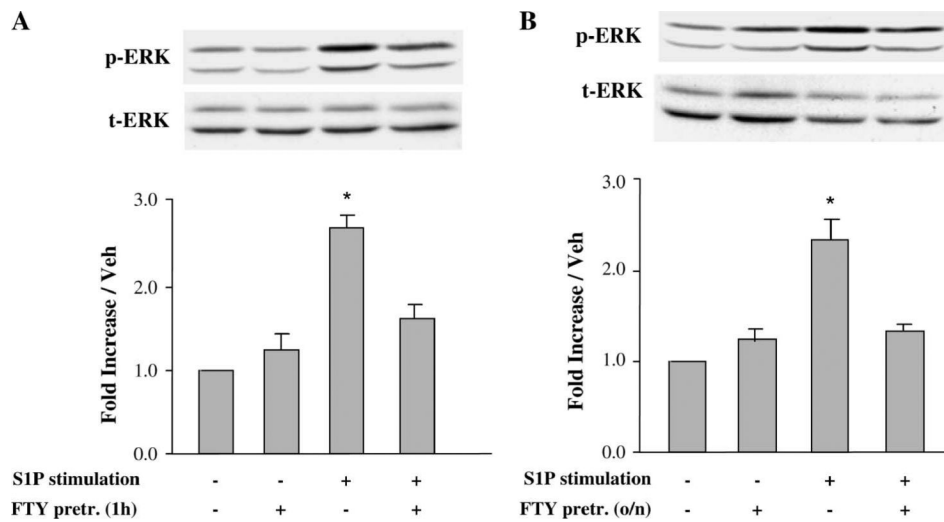 A
p-ERK
t-ERK
Fold Increase / Veh
3.0
2.0
1.0
0.0
*
S1P stimulation - - + +
FTY pretr. (1h) - + - +
B
p-ERK
t-ERK
Fold Increase / Veh
3.0
2.0
1.0
0.0
*
S1P stimulation - - + +
FTY pretr. (o/n) - + - +